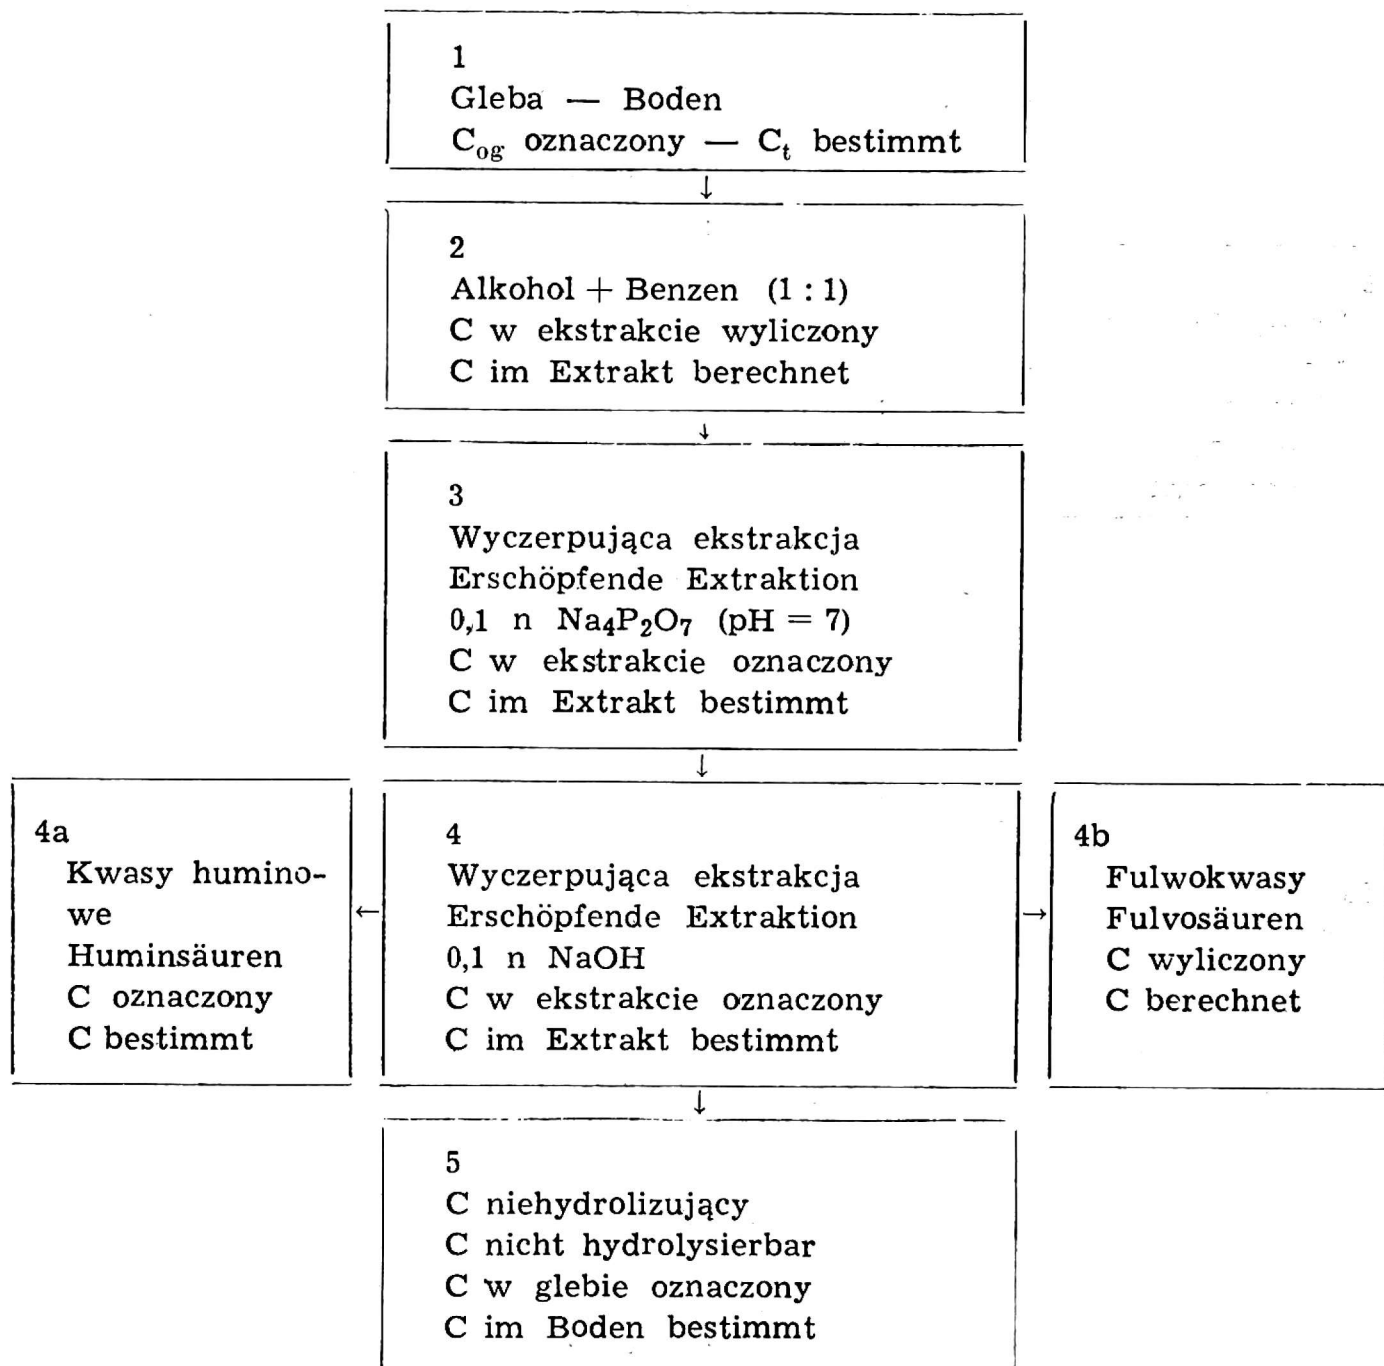 1
Gleba — Boden
C_og oznaczony — C_t bestimmt
↓
2
Alkohol + Benzen (1 : 1)
C w ekstrakcie wyliczony
C im Extrakt berechnet
↓
3
Wyczerpująca ekstrakcja
Erschöpfende Extraktion
0,1 n Na₄P₂O₇ (pH = 7)
C w ekstrakcie oznaczony
C im Extrakt bestimmt
↓
4a
Kwasy humino-
we
Huminsäuren
C oznaczony
C bestimmt
←
4
Wyczerpująca ekstrakcja
Erschöpfende Extraktion
0,1 n NaOH
C w ekstrakcie oznaczony
C im Extrakt bestimmt
→
4b
Fulwokwasy
Fulvosäuren
C wyliczony
C berechnet
↓
5
C niehydrolizujący
C nicht hydrolysierbar
C w glebie oznaczony
C im Boden bestimmt